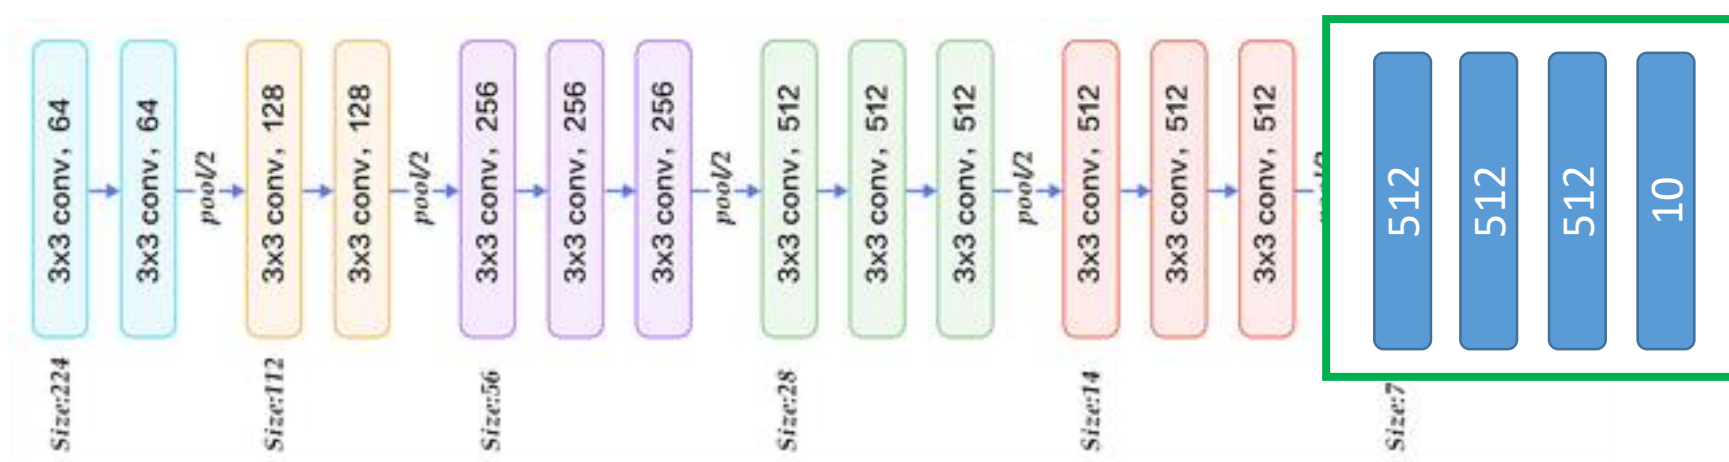 3x3 conv, 64
3x3 conv, 64
pool/2
3x3 conv, 128
3x3 conv, 128
pool/2
3x3 conv, 256
3x3 conv, 256
3x3 conv, 256
pool/2
3x3 conv, 512
3x3 conv, 512
3x3 conv, 512
pool/2
3x3 conv, 512
3x3 conv, 512
3x3 conv, 512
512
512
512
10
Size:224
Size:112
Size:56
Size:28
Size:14
Size:7